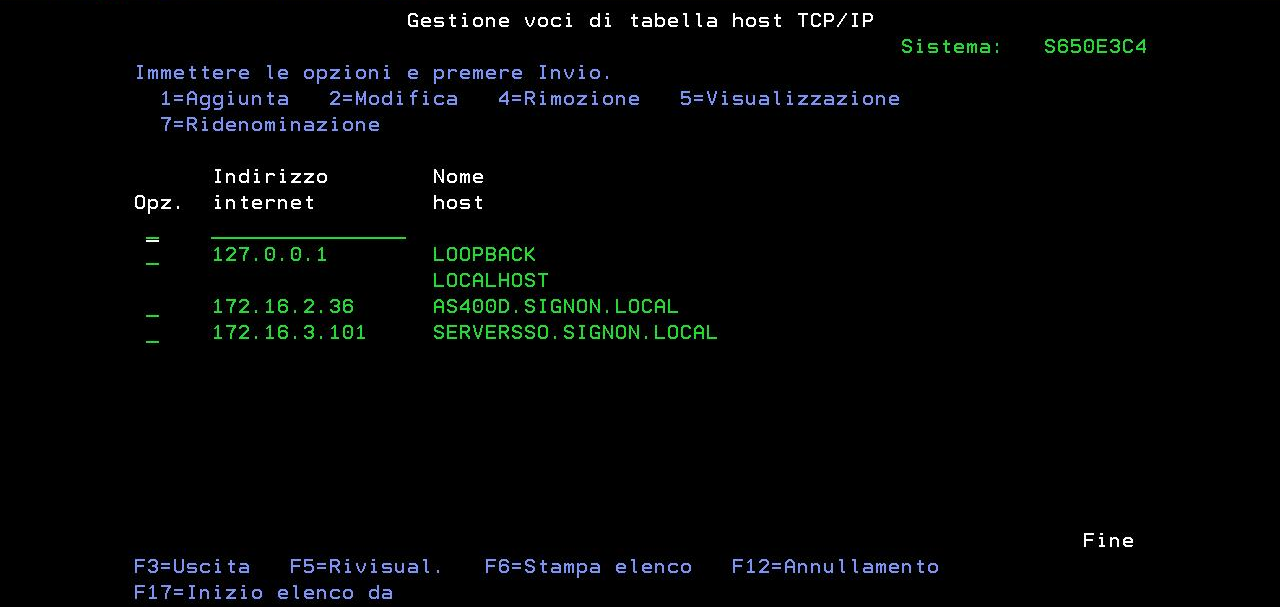 Gestione voci di tabella host TCP/IP
Sistema: S650E3C4
Immettere le opzioni e premere Invio.
1=Aggiunta 2=Modifica 4=Rimozione 5=Visualizzazione
7=Ridenominazione
Indirizzo Nome
Opz. internet host
127.0.0.1 LOOPBACK
LOCALHOST
172.16.2.36 AS400D.SIGNON.LOCAL
172.16.3.101 SERVERSSO.SIGNON.LOCAL
Fine
F3=Uscita F5=Rivisual. F6=Stampa elenco F12=Annullamento
F17=Inizio elenco da